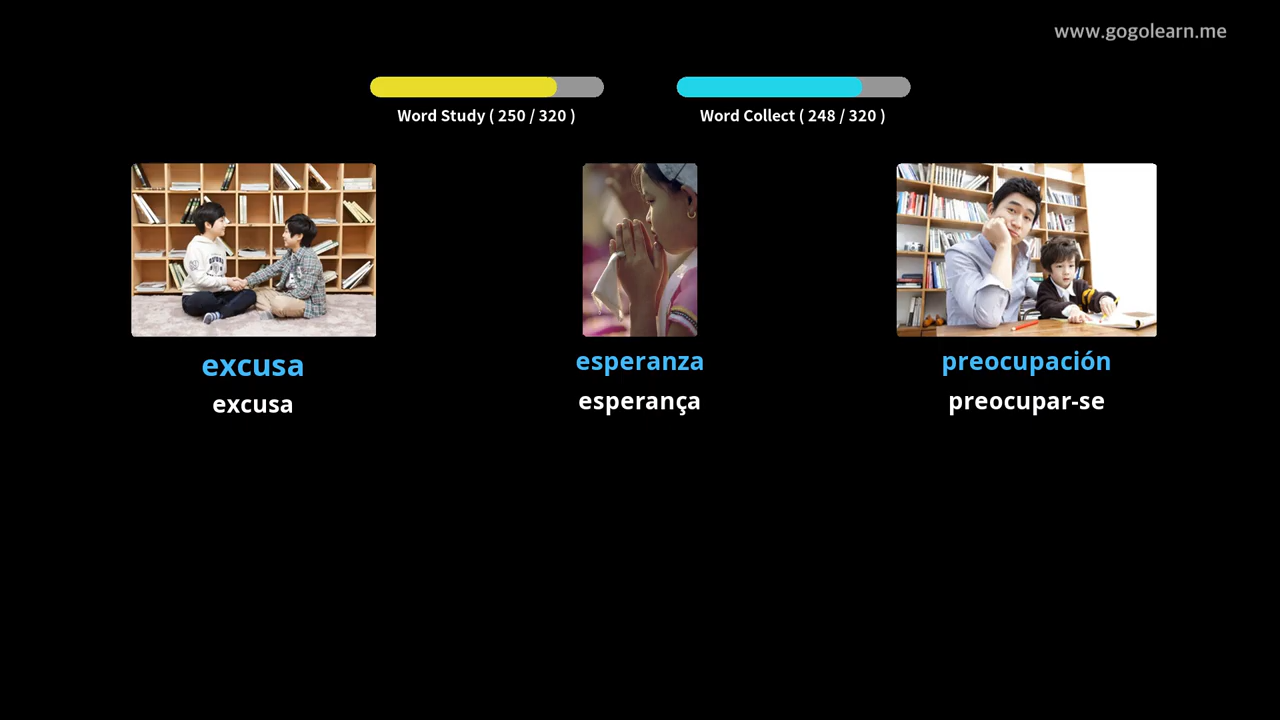 www.gogolearn.me
Word Study ( 250 / 320 )
Word Collect ( 248 / 320 )
excusa
excusa
esperanza
esperança
preocupación
preocupar-se